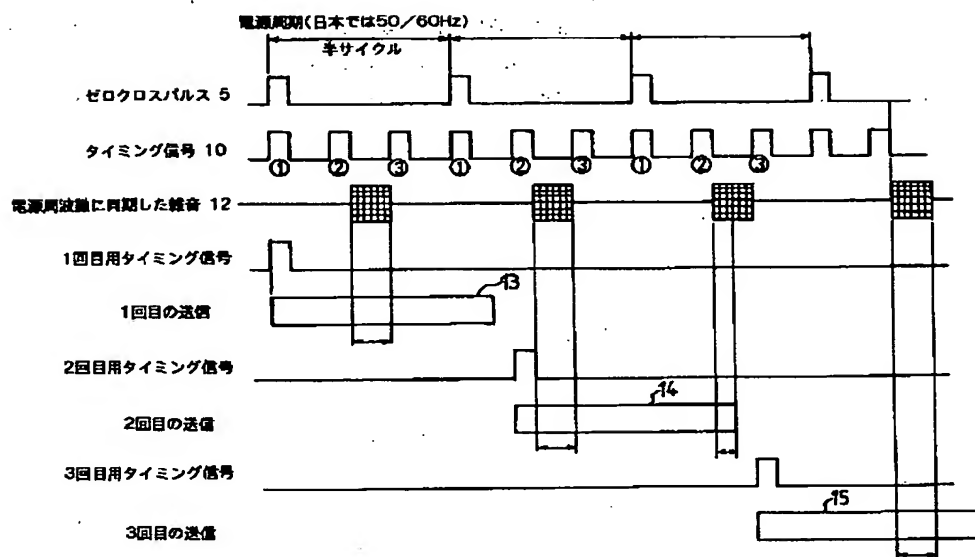 電源周期(日本では50/60Hz)
半サイクル
ゼロクロスパルス 5
タイミング信号 10
① ② ③ ① ② ③ ① ② ③
電源周波数に同期した雑音 12
1回目用タイミング信号
13
1回目の送信
2回目用タイミング信号
14
2回目の送信
3回目用タイミング信号
15
3回目の送信